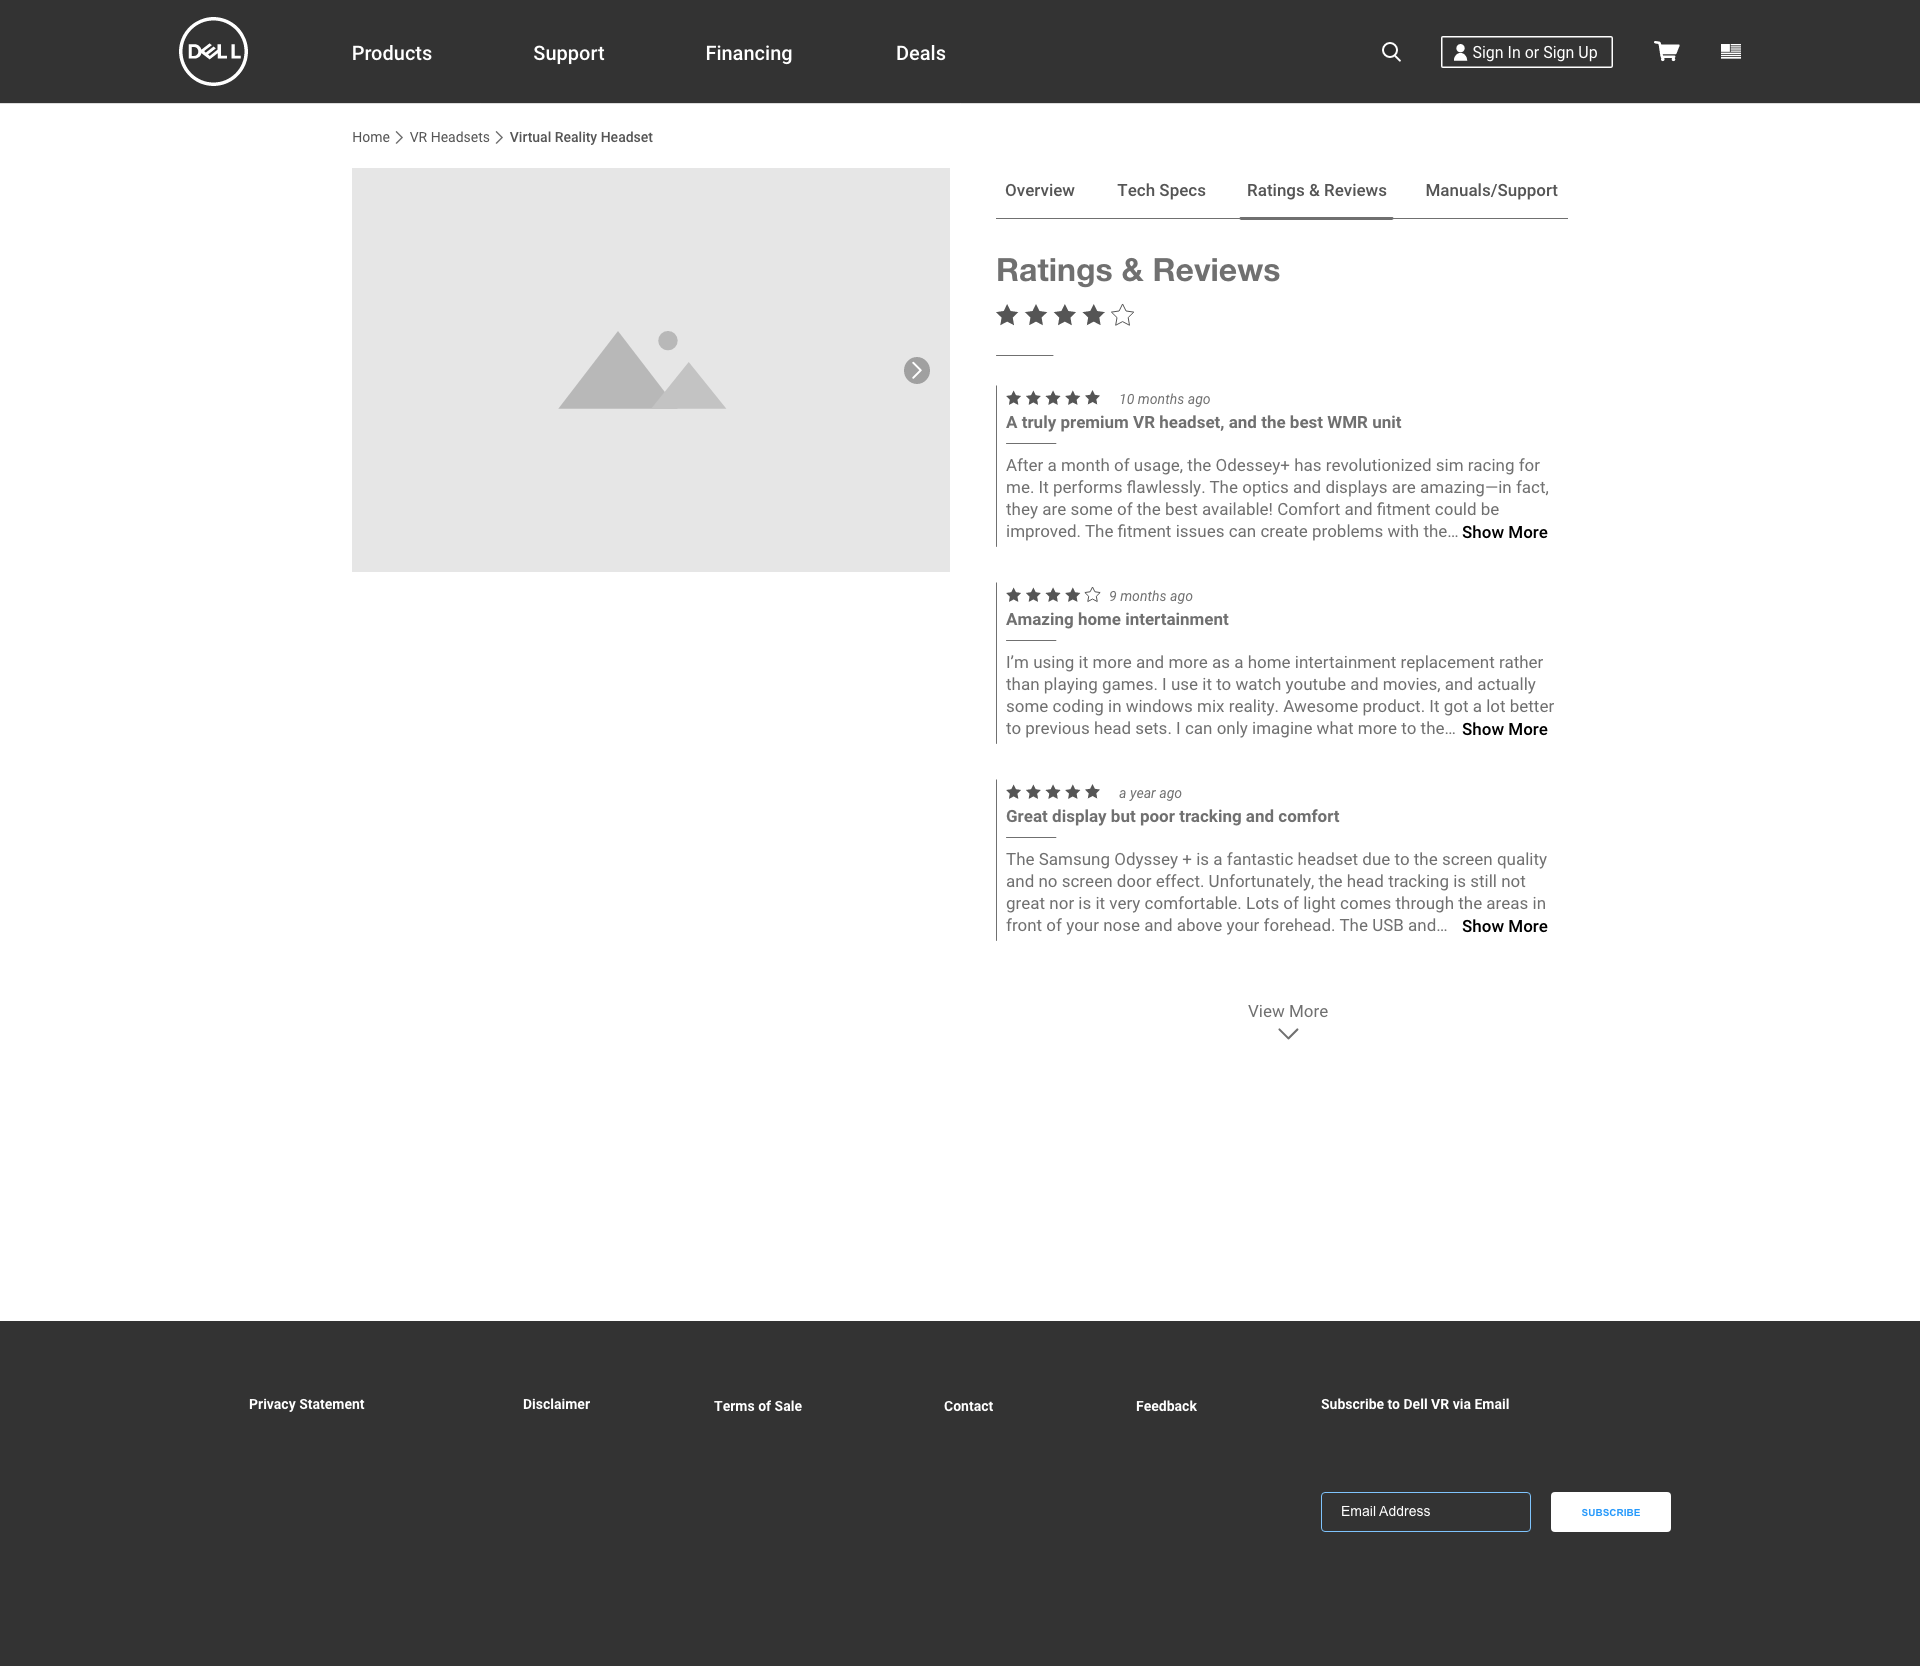 DELL
Products
Support
Financing
Deals
Sign In or Sign Up
Home
VR Headsets
Virtual Reality Headset
Overview
Tech Specs
Ratings & Reviews
Manuals/Support
Ratings & Reviews
10 months ago
A truly premium VR headset, and the best WMR unit
After a month of usage, the Odessey+ has revolutionized sim racing for
me. It performs flawlessly. The optics and displays are amazing—in fact,
they are some of the best available! Comfort and fitment could be
improved. The fitment issues can create problems with the... Show More
9 months ago
Amazing home intertainment
I’m using it more and more as a home intertainment replacement rather
than playing games. I use it to watch youtube and movies, and actually
some coding in windows mix reality. Awesome product. It got a lot better
to previous head sets. I can only imagine what more to the... Show More
a year ago
Great display but poor tracking and comfort
The Samsung Odyssey + is a fantastic headset due to the screen quality
and no screen door effect. Unfortunately, the head tracking is still not
great nor is it very comfortable. Lots of light comes through the areas in
front of your nose and above your forehead. The USB and... Show More
View More
Privacy Statement
Disclaimer
Terms of Sale
Contact
Feedback
Subscribe to Dell VR via Email
Email Address
SUBSCRIBE